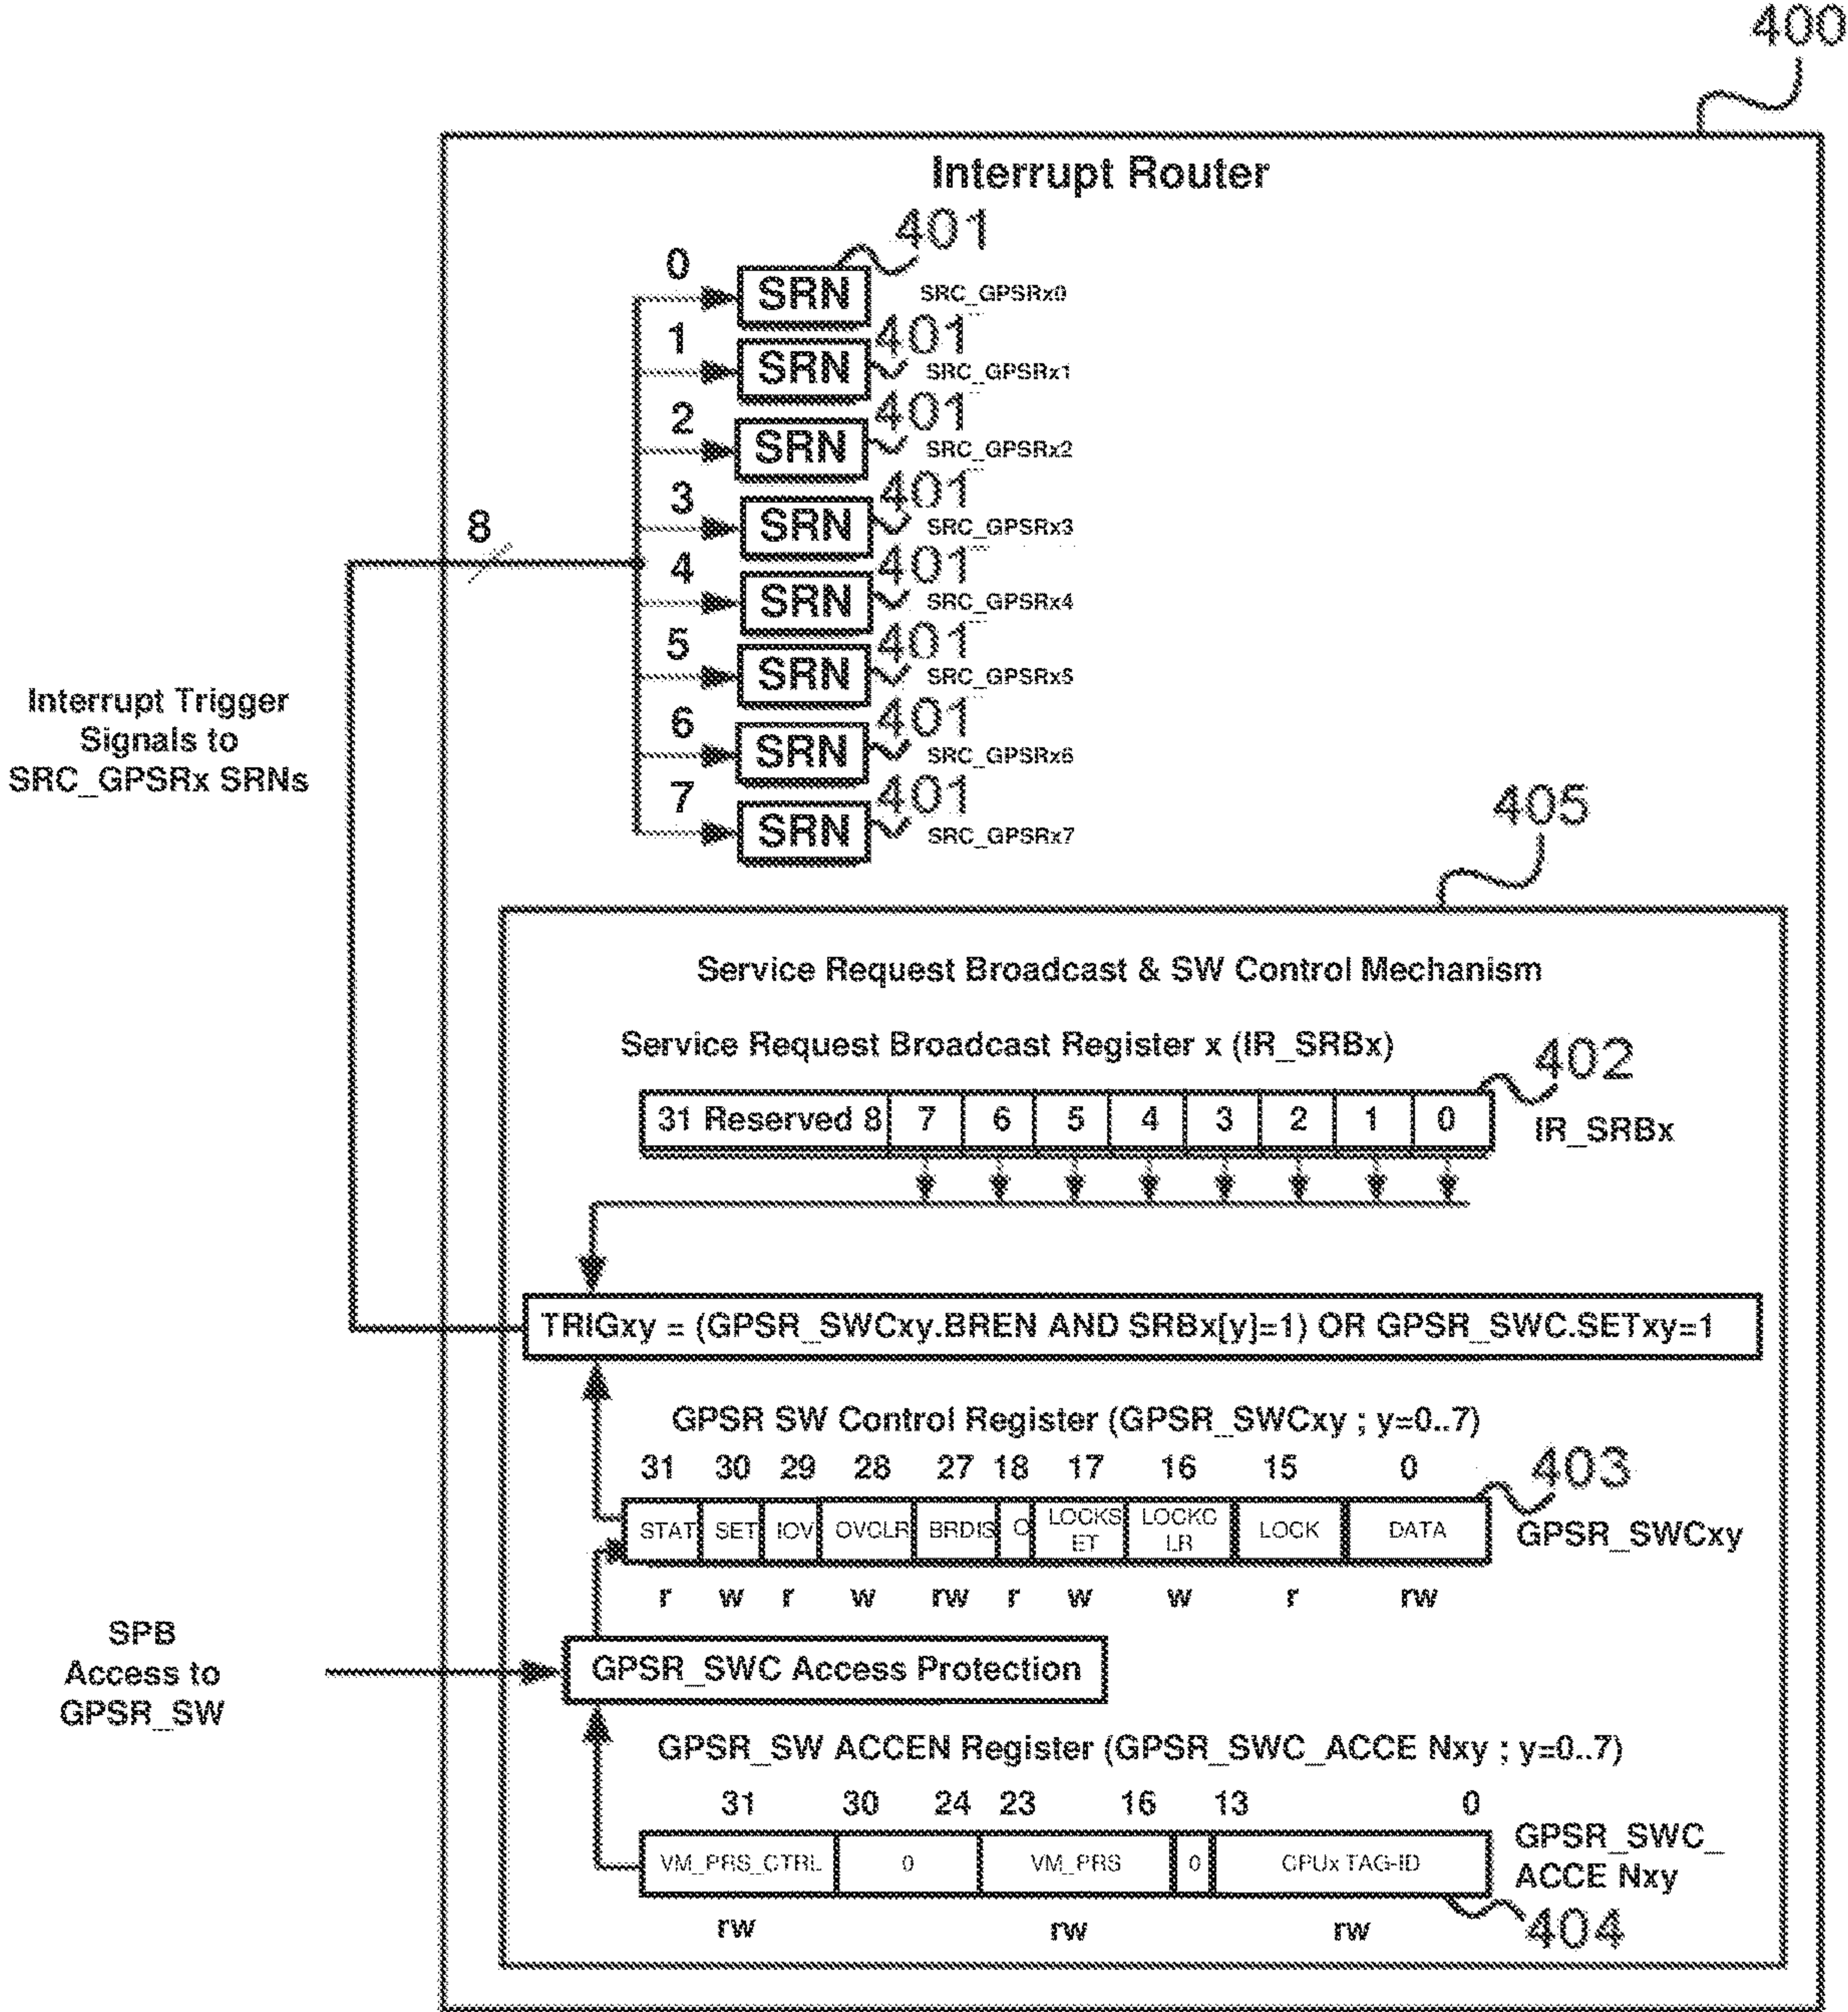 400
Interrupt Router
401
0 SRN SRC_GPSRx0
401
1 SRN SRC_GPSRx1
401
2 SRN SRC_GPSRx2
401
3 SRN SRC_GPSRx3
8
401
4 SRN SRC_GPSRx4
401
5 SRN SRC_GPSRx5
401
6 SRN SRC_GPSRx6
401
7 SRN SRC_GPSRx7
Interrupt Trigger
Signals to
SRC_GPSRx SRNs
405
Service Request Broadcast & SW Control Mechanism
Service Request Broadcast Register x (IR_SRBx)
402
31 Reserved 8 7 6 5 4 3 2 1 0
IR_SRBx
TRIGxy = (GPSR_SWCxy.BREN AND SRBx[y]=1) OR GPSR_SWC.SETxy=1
GPSR SW Control Register (GPSR_SWCxy ; y=0..7)
31 30 29 28 27 18 17 16 15 0
403
STAT SET IOV OVCLR BRDIS 0 LOCKS
ET LOCKC
LR LOCK DATA
GPSR_SWCxy
r w r w rw r w w r rw
SPB
Access to
GPSR_SW
GPSR_SWC Access Protection
GPSR_SW ACCEN Register (GPSR_SWC_ACCE Nxy ; y=0..7)
31 30 24 23 16 13 0
VM_PRS_CTRL 0 VM_PRS 0 CPUx TAG-ID
GPSR_SWC_
ACCE Nxy
rw rw rw
404